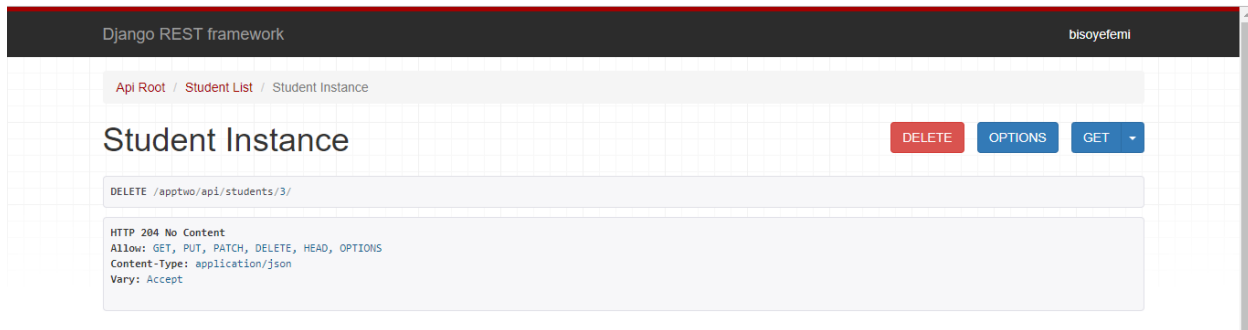 Django REST framework
bisoyefemi
Api Root / Student List / Student Instance
Student Instance
DELETE OPTIONS GET
DELETE /apptwo/api/students/3/
HTTP 204 No Content
Allow: GET, PUT, PATCH, DELETE, HEAD, OPTIONS
Content-Type: application/json
Vary: Accept